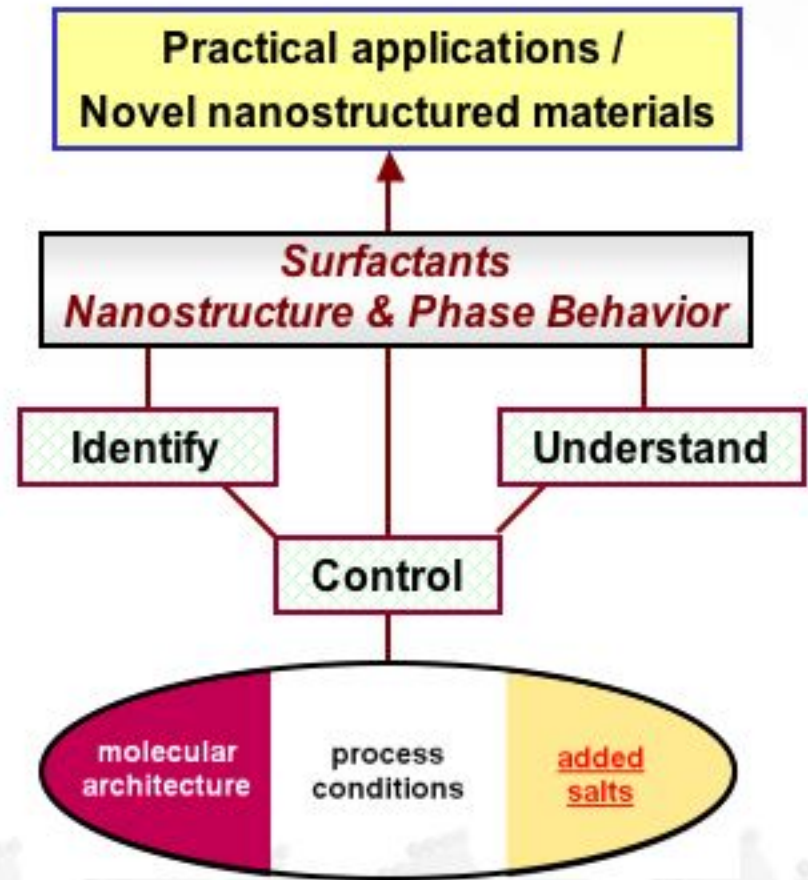 Practical applications /
Novel nanostructured materials
Surfactants
Nanostructure & Phase Behavior
Identify
Understand
Control
molecular
architecture
process
conditions
added
salts